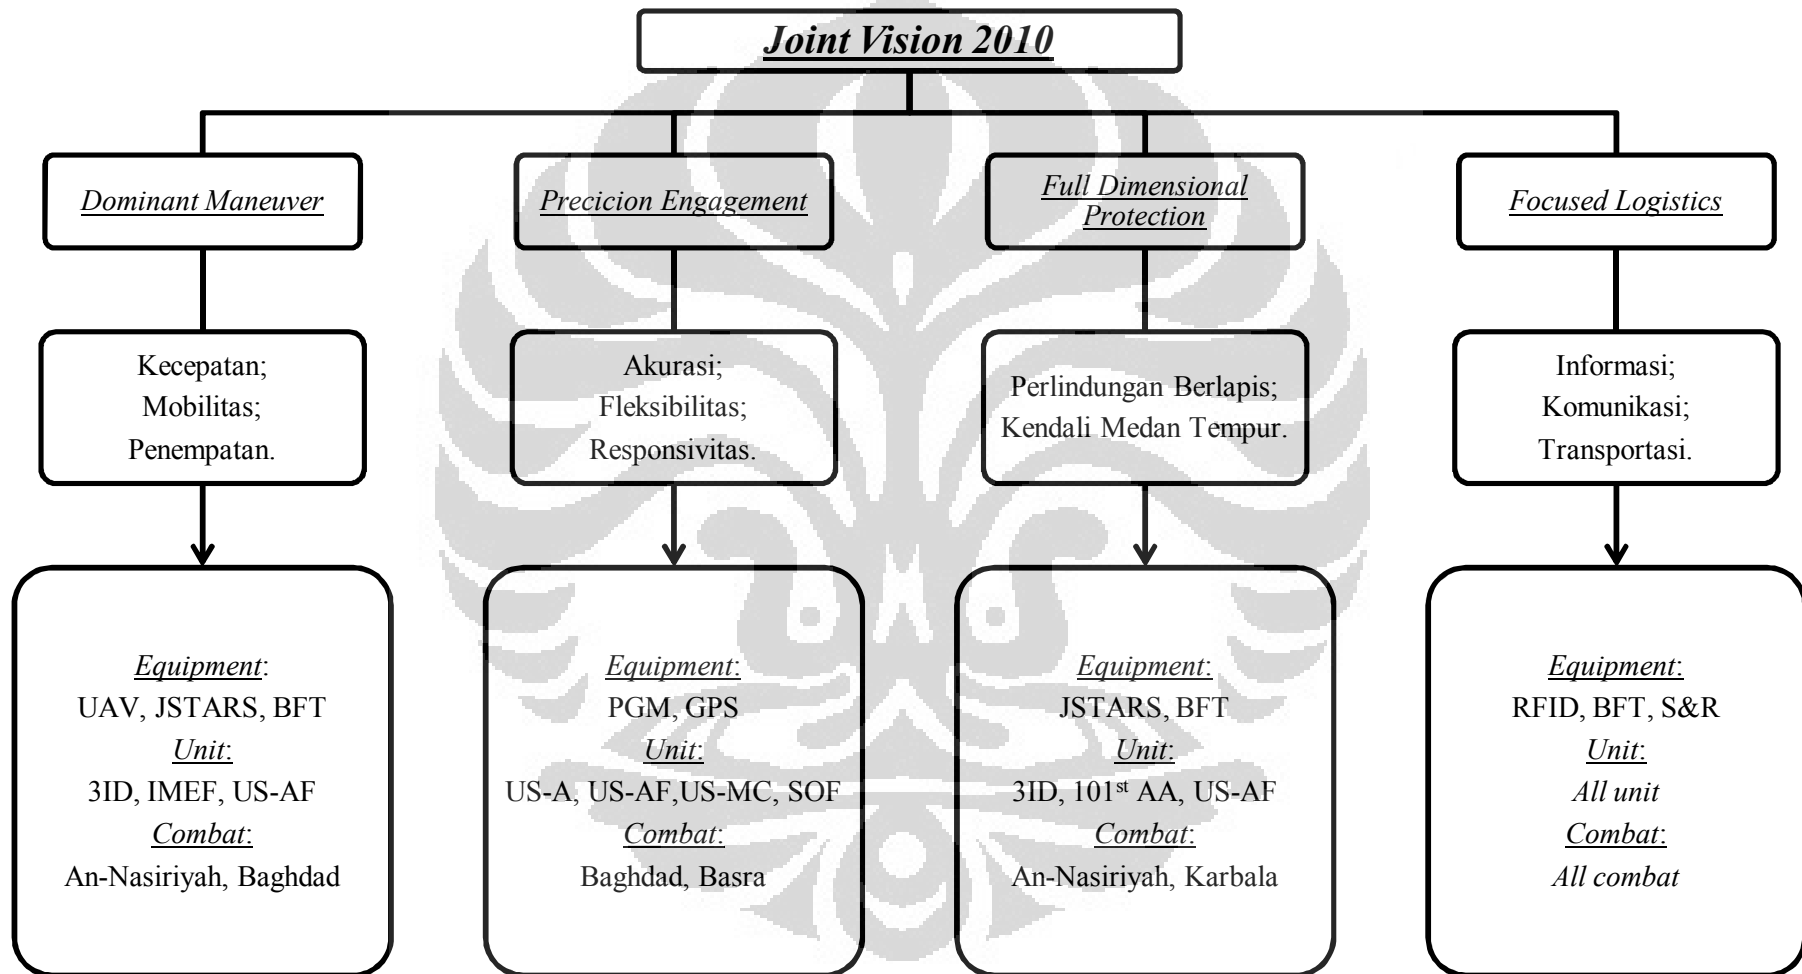 Joint Vision 2010
Dominant Maneuver
Precicion Engagement
Full Dimensional
Protection
Focused Logistics
Kecepatan;
Mobilitas;
Penempatan.
Akurasi;
Fleksibilitas;
Responsivitas.
Perlindungan Berlapis;
Kendali Medan Tempur.
Informasi;
Komunikasi;
Transportasi.
Equipment:
UAV, JSTARS, BFT
Unit:
3ID, IMEF, US-AF
Combat:
An-Nasiriyah, Baghdad
Equipment:
PGM, GPS
Unit:
US-A, US-AF,US-MC, SOF
Combat:
Baghdad, Basra
Equipment:
JSTARS, BFT
Unit:
3ID, 101st AA, US-AF
Combat:
An-Nasiriyah, Karbala
Equipment:
RFID, BFT, S&R
Unit:
All unit
Combat:
All combat